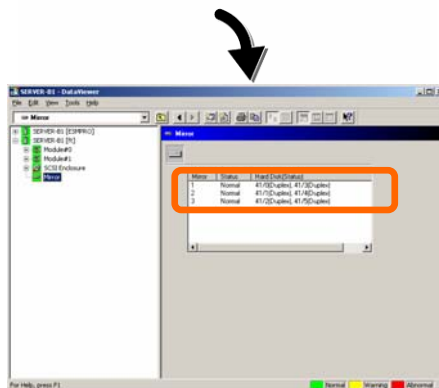 SERVER-B1 - DataViewer
File Edit View Tools Help
Mirror
SERVER-B1 [ESMPRO]
SERVER-B1 [ft]
Module#0
Module#1
SCSI Enclosure
Mirror
Mirror
Mirror Status Hard Disk(Status)
1 Normal 41/0(Duplex), 41/3(Duplex)
2 Normal 41/1(Duplex), 41/4(Duplex)
3 Normal 41/2(Duplex), 41/5(Duplex)
For Help, press F1
Normal Warning Abnormal